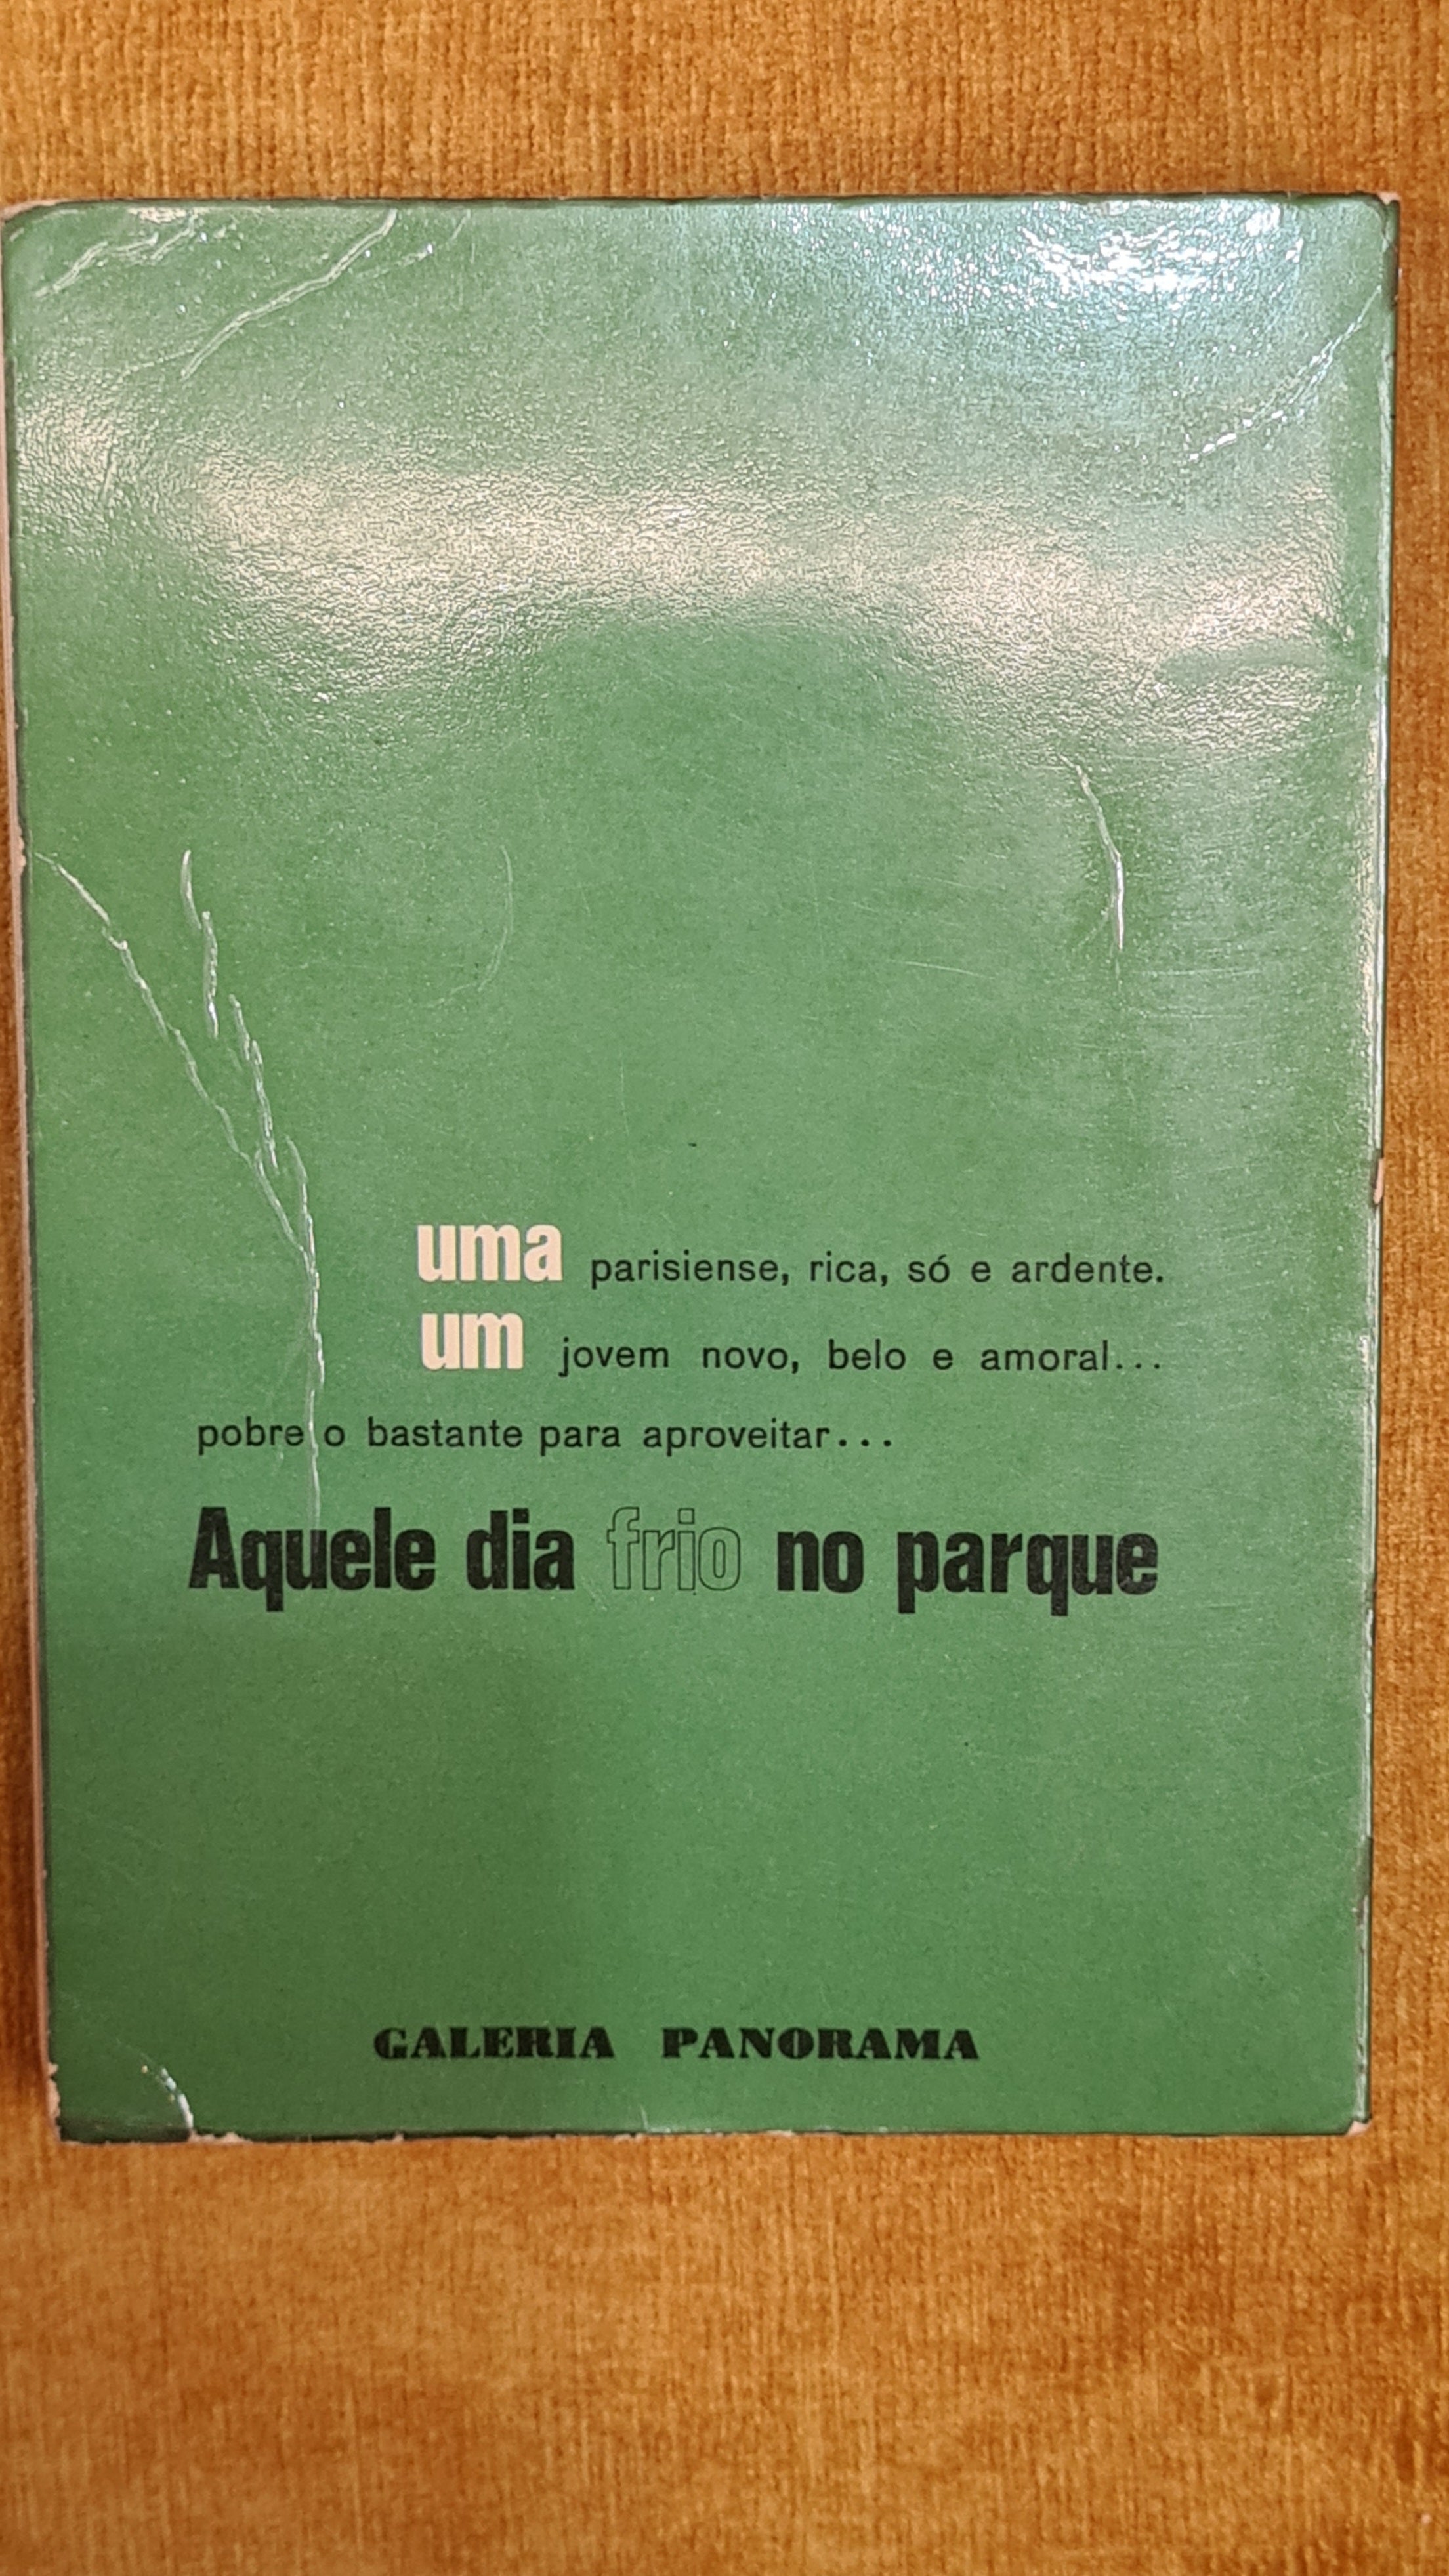 uma parisiense, rica, só e ardente.
um jovem novo, belo e amoral...
pobre o bastante para aproveitar...
Aquele dia frio no parque
GALERIA PANORAMA